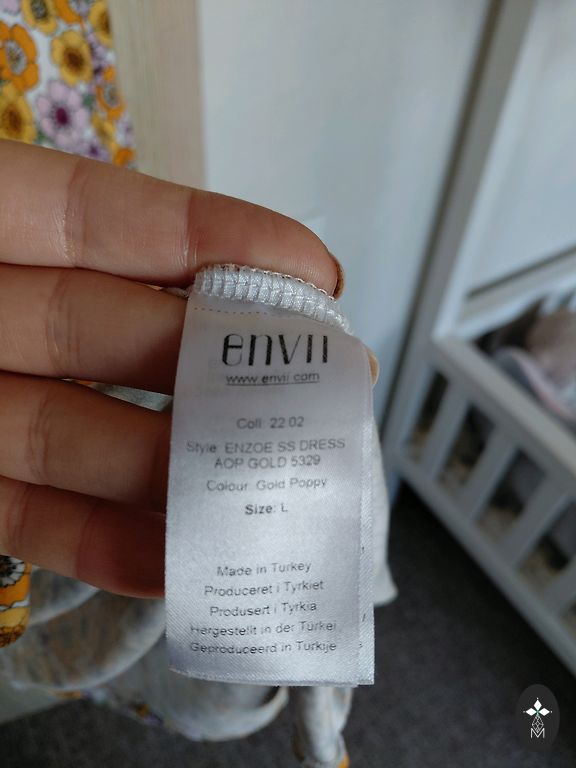 envii
www.envii.com
Coll: 22.02
Style: ENZOE SS DRESS
AOP GOLD 5329
Colour: Gold Poppy
Size: L
Made in Turkey
Produceret i Tyrkiet
Produsert i Tyrkia
Hergestellt in der Türkei
Geproduceerd in Turkije
M